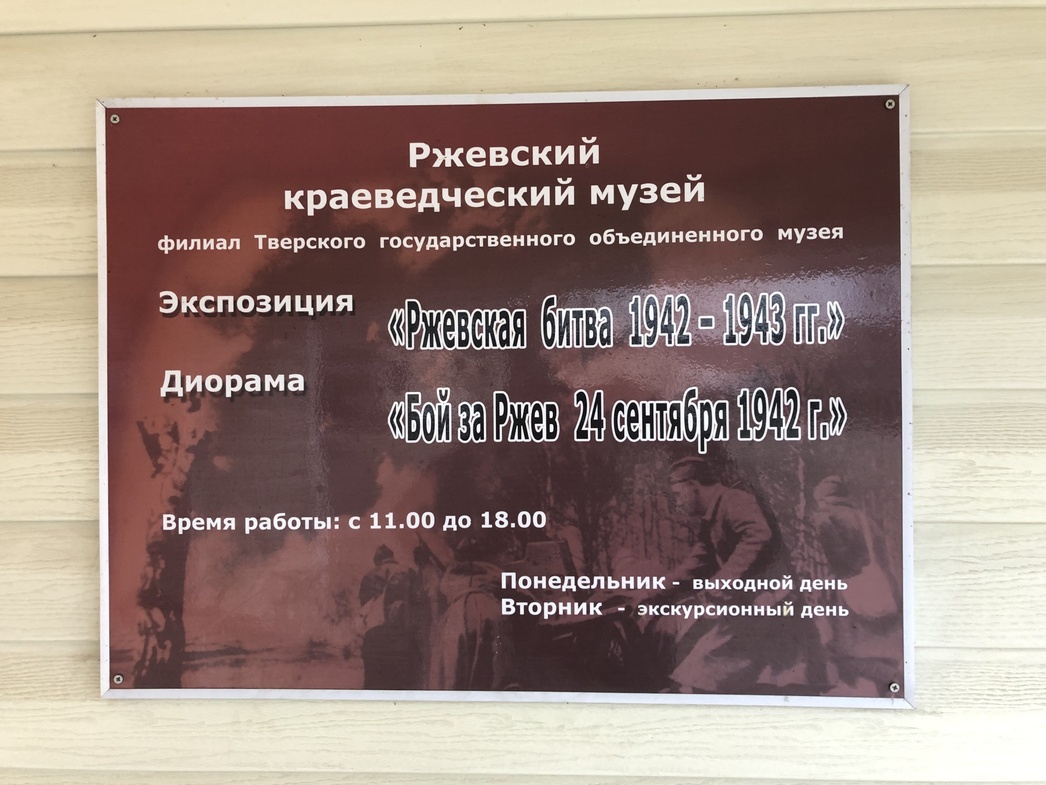 Ржевский
краеведческий музей
филиал Тверского государственного объединенного музея
Экспозиция «Ржевская битва 1942 – 1943 гг.»
Диорама «Бой за Ржев 24 сентября 1942 г.»
Время работы: с 11.00 до 18.00
Понедельник - выходной день
Вторник - экскурсионный день